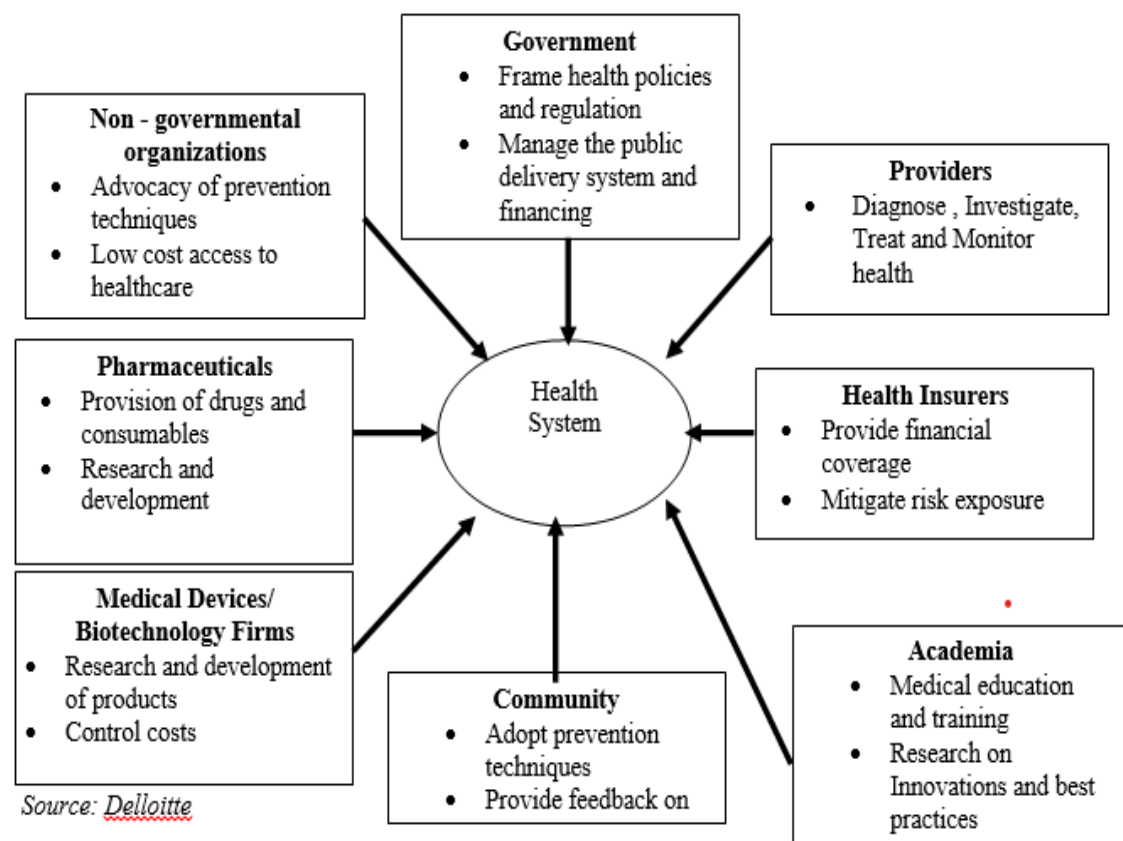 Government
• Frame health policies
and regulation
• Manage the public
delivery system and
financing
Non - governmental
organizations
• Advocacy of prevention
techniques
• Low cost access to
healthcare
Providers
• Diagnose , Investigate,
Treat and Monitor
health
Pharmaceuticals
• Provision of drugs and
consumables
• Research and
development
Health
System
Health Insurers
• Provide financial
coverage
• Mitigate risk exposure
Medical Devices/
Biotechnology Firms
• Research and development
of products
• Control costs
Community
• Adopt prevention
techniques
• Provide feedback on
Academia
• Medical education
and training
• Research on
Innovations and best
practices
Source: Delloitte